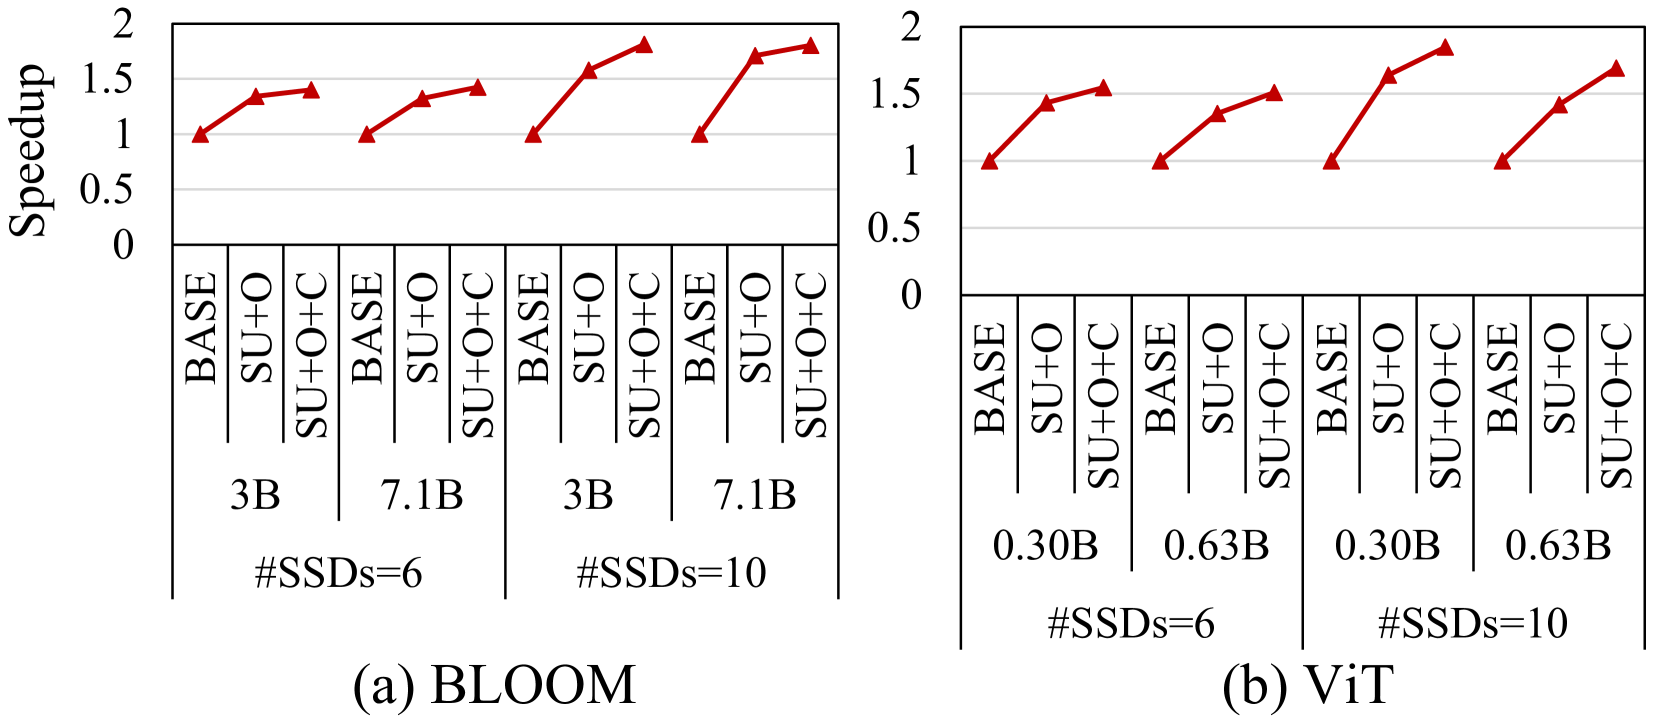 Speedup
2
1.5
1
0.5
0
BASE SU+O SU+O+C BASE SU+O SU+O+C BASE SU+O SU+O+C BASE SU+O SU+O+C
3B 7.1B 3B 7.1B
#SSDs=6 #SSDs=10
(a) BLOOM
2
1.5
1
0.5
0
BASE SU+O SU+O+C BASE SU+O SU+O+C BASE SU+O SU+O+C BASE SU+O SU+O+C
0.30B 0.63B 0.30B 0.63B
#SSDs=6 #SSDs=10
(b) ViT